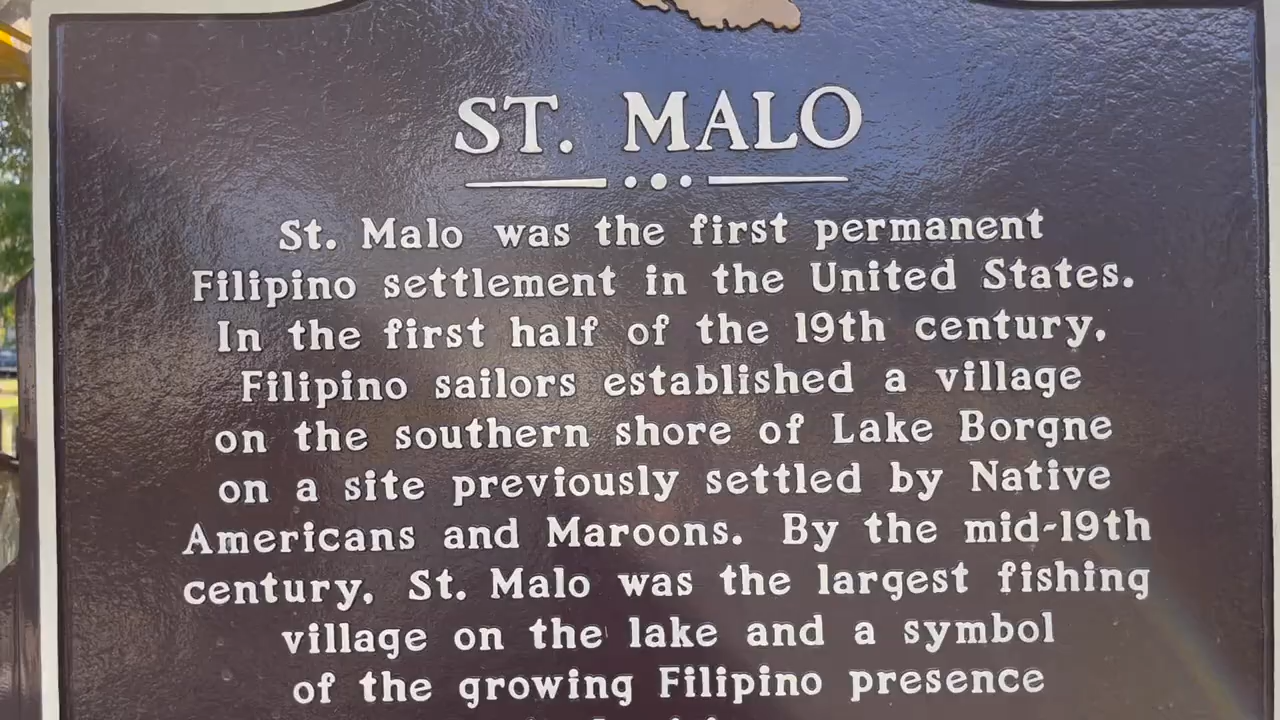 ST. MALO
St. Malo was the first permanent
Filipino settlement in the United States.
In the first half of the 19th century,
Filipino sailors established a village
on the southern shore of Lake Borgne
on a site previously settled by Native
Americans and Maroons. By the mid-19th
century, St. Malo was the largest fishing
village on the lake and a symbol
of the growing Filipino presence